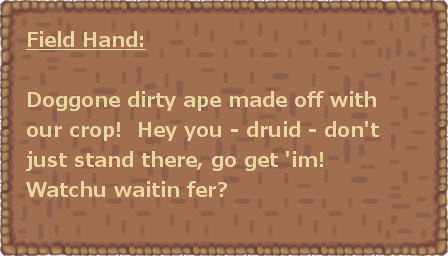 Field Hand:
Doggone dirty ape made off with
our crop!  Hey you - druid - don't
just stand there, go get 'im!
Watchu waitin fer?